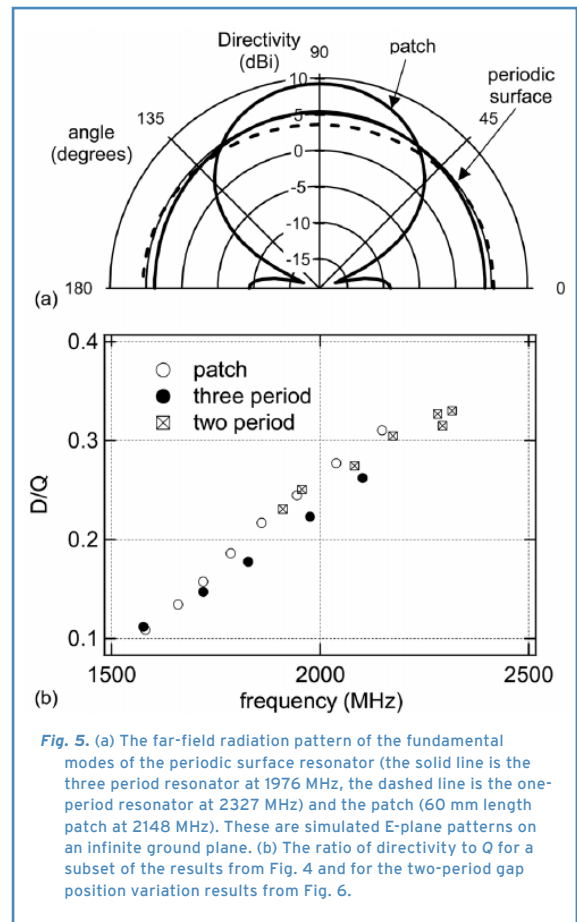 Directivity
(dBi)
90
patch
periodic
surface
angle
(degrees)
135
45
10
5
0
-5
-10
-15
180
0
(a)
0.4
0.3
0.2
0.1
D/Q
patch
three period
two period
1500
2000
2500
(b)
frequency (MHz)
Fig. 5. (a) The far-field radiation pattern of the fundamental
modes of the periodic surface resonator (the solid line is the
three period resonator at 1976 MHz, the dashed line is the one-
period resonator at 2327 MHz) and the patch (60 mm length
patch at 2148 MHz). These are simulated E-plane patterns on
an infinite ground plane. (b) The ratio of directivity to Q for a
subset of the results from Fig. 4 and for the two-period gap
position variation results from Fig. 6.